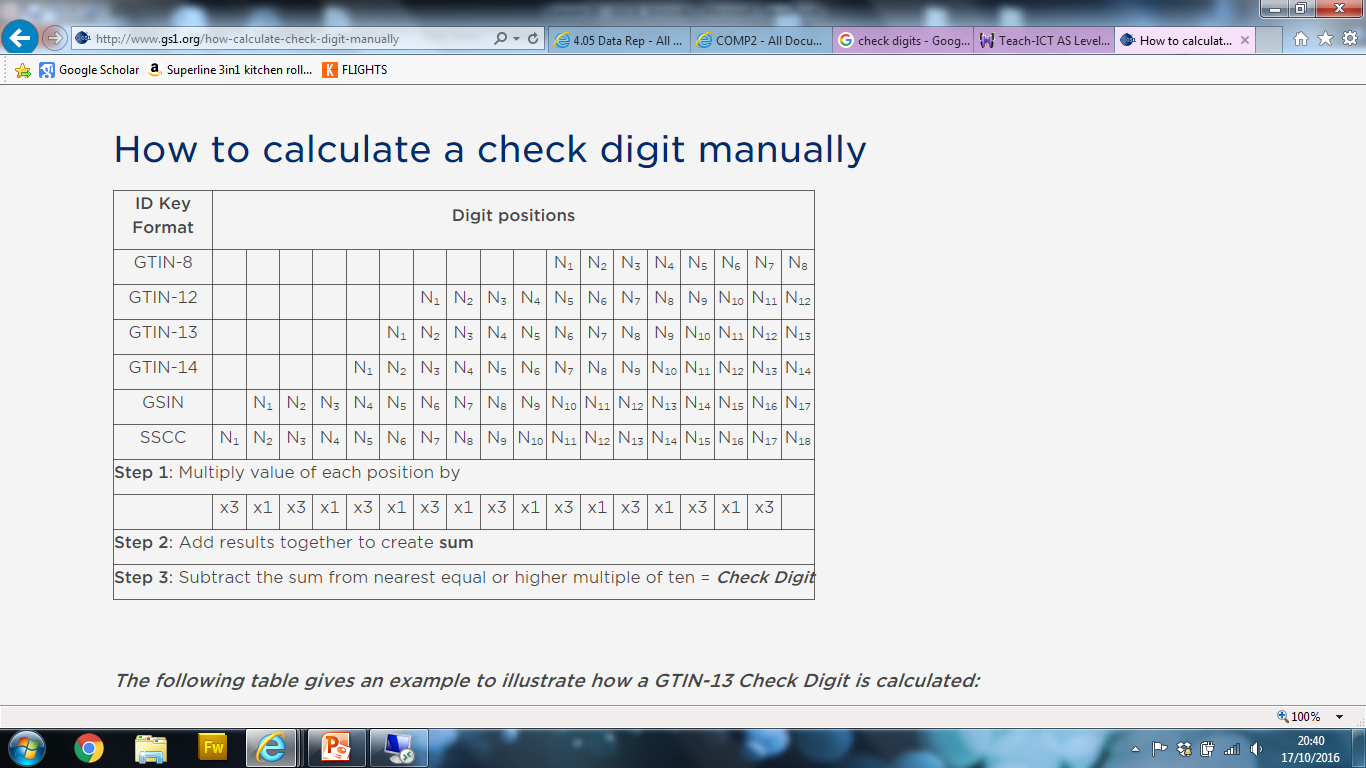 http://www.gs1.org/how-calculate-check-digit-manually
4.05 Data Rep - All ...
COMP2 - All Docu...
check digits - Goog...
Teach-ICT AS Level...
How to calculat...
Google Scholar
Superline 3in1 kitchen roll...
FLIGHTS
How to calculate a check digit manually
ID Key Format Digit positions
GTIN-8 N₁ N₂ N₃ N₄ N₅ N₆ N₇ N₈
GTIN-12 N₁ N₂ N₃ N₄ N₅ N₆ N₇ N₈ N₉ N₁₀ N₁₁ N₁₂
GTIN-13 N₁ N₂ N₃ N₄ N₅ N₆ N₇ N₈ N₉ N₁₀ N₁₁ N₁₂ N₁₃
GTIN-14 N₁ N₂ N₃ N₄ N₅ N₆ N₇ N₈ N₉ N₁₀ N₁₁ N₁₂ N₁₃ N₁₄
GSIN N₁ N₂ N₃ N₄ N₅ N₆ N₇ N₈ N₉ N₁₀ N₁₁ N₁₂ N₁₃ N₁₄ N₁₅ N₁₆ N₁₇
SSCC N₁ N₂ N₃ N₄ N₅ N₆ N₇ N₈ N₉ N₁₀ N₁₁ N₁₂ N₁₃ N₁₄ N₁₅ N₁₆ N₁₇ N₁₈
Step 1: Multiply value of each position by
x3 x1 x3 x1 x3 x1 x3 x1 x3 x1 x3 x1 x3 x1 x3 x1 x3
Step 2: Add results together to create sum
Step 3: Subtract the sum from nearest equal or higher multiple of ten = Check Digit
The following table gives an example to illustrate how a GTIN-13 Check Digit is calculated:
100%
Fw
20:40
17/10/2016